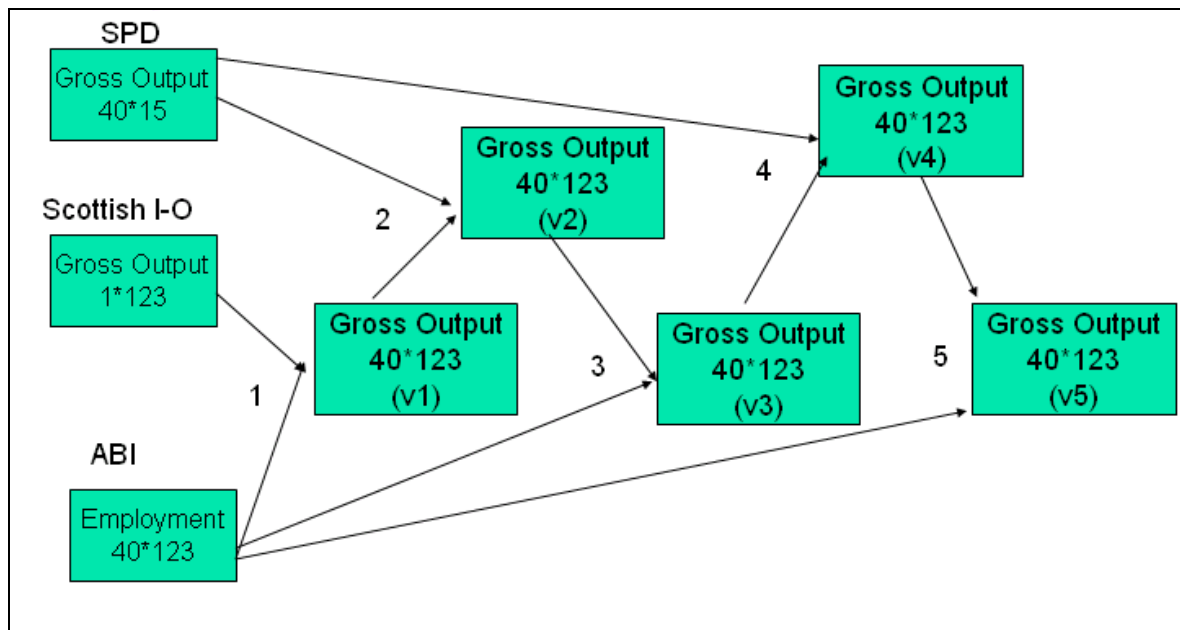 SPD
Gross Output
40*15
Gross Output
40*123
(v4)
Gross Output
40*123
(v2)
4
2
Scottish I-O
Gross Output
1*123
Gross Output
40*123
(v1)
Gross Output
40*123
(v3)
Gross Output
40*123
(v5)
3
5
1
ABI
Employment
40*123